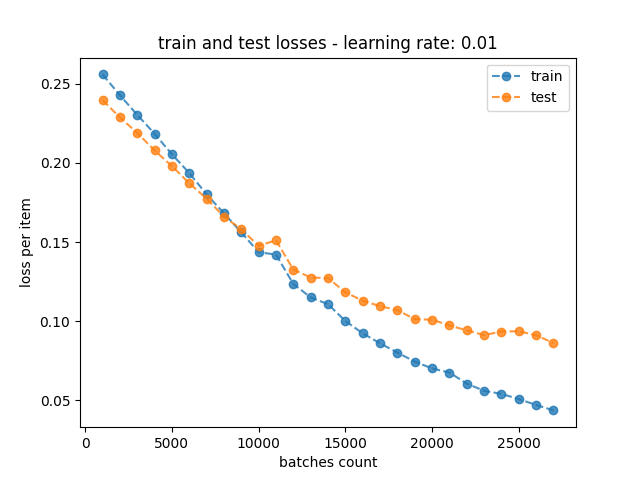 train and test losses - learning rate: 0.01
train
test
0.25
0.20
0.15
0.10
0.05
loss per item
0
5000
10000
15000
20000
25000
batches count